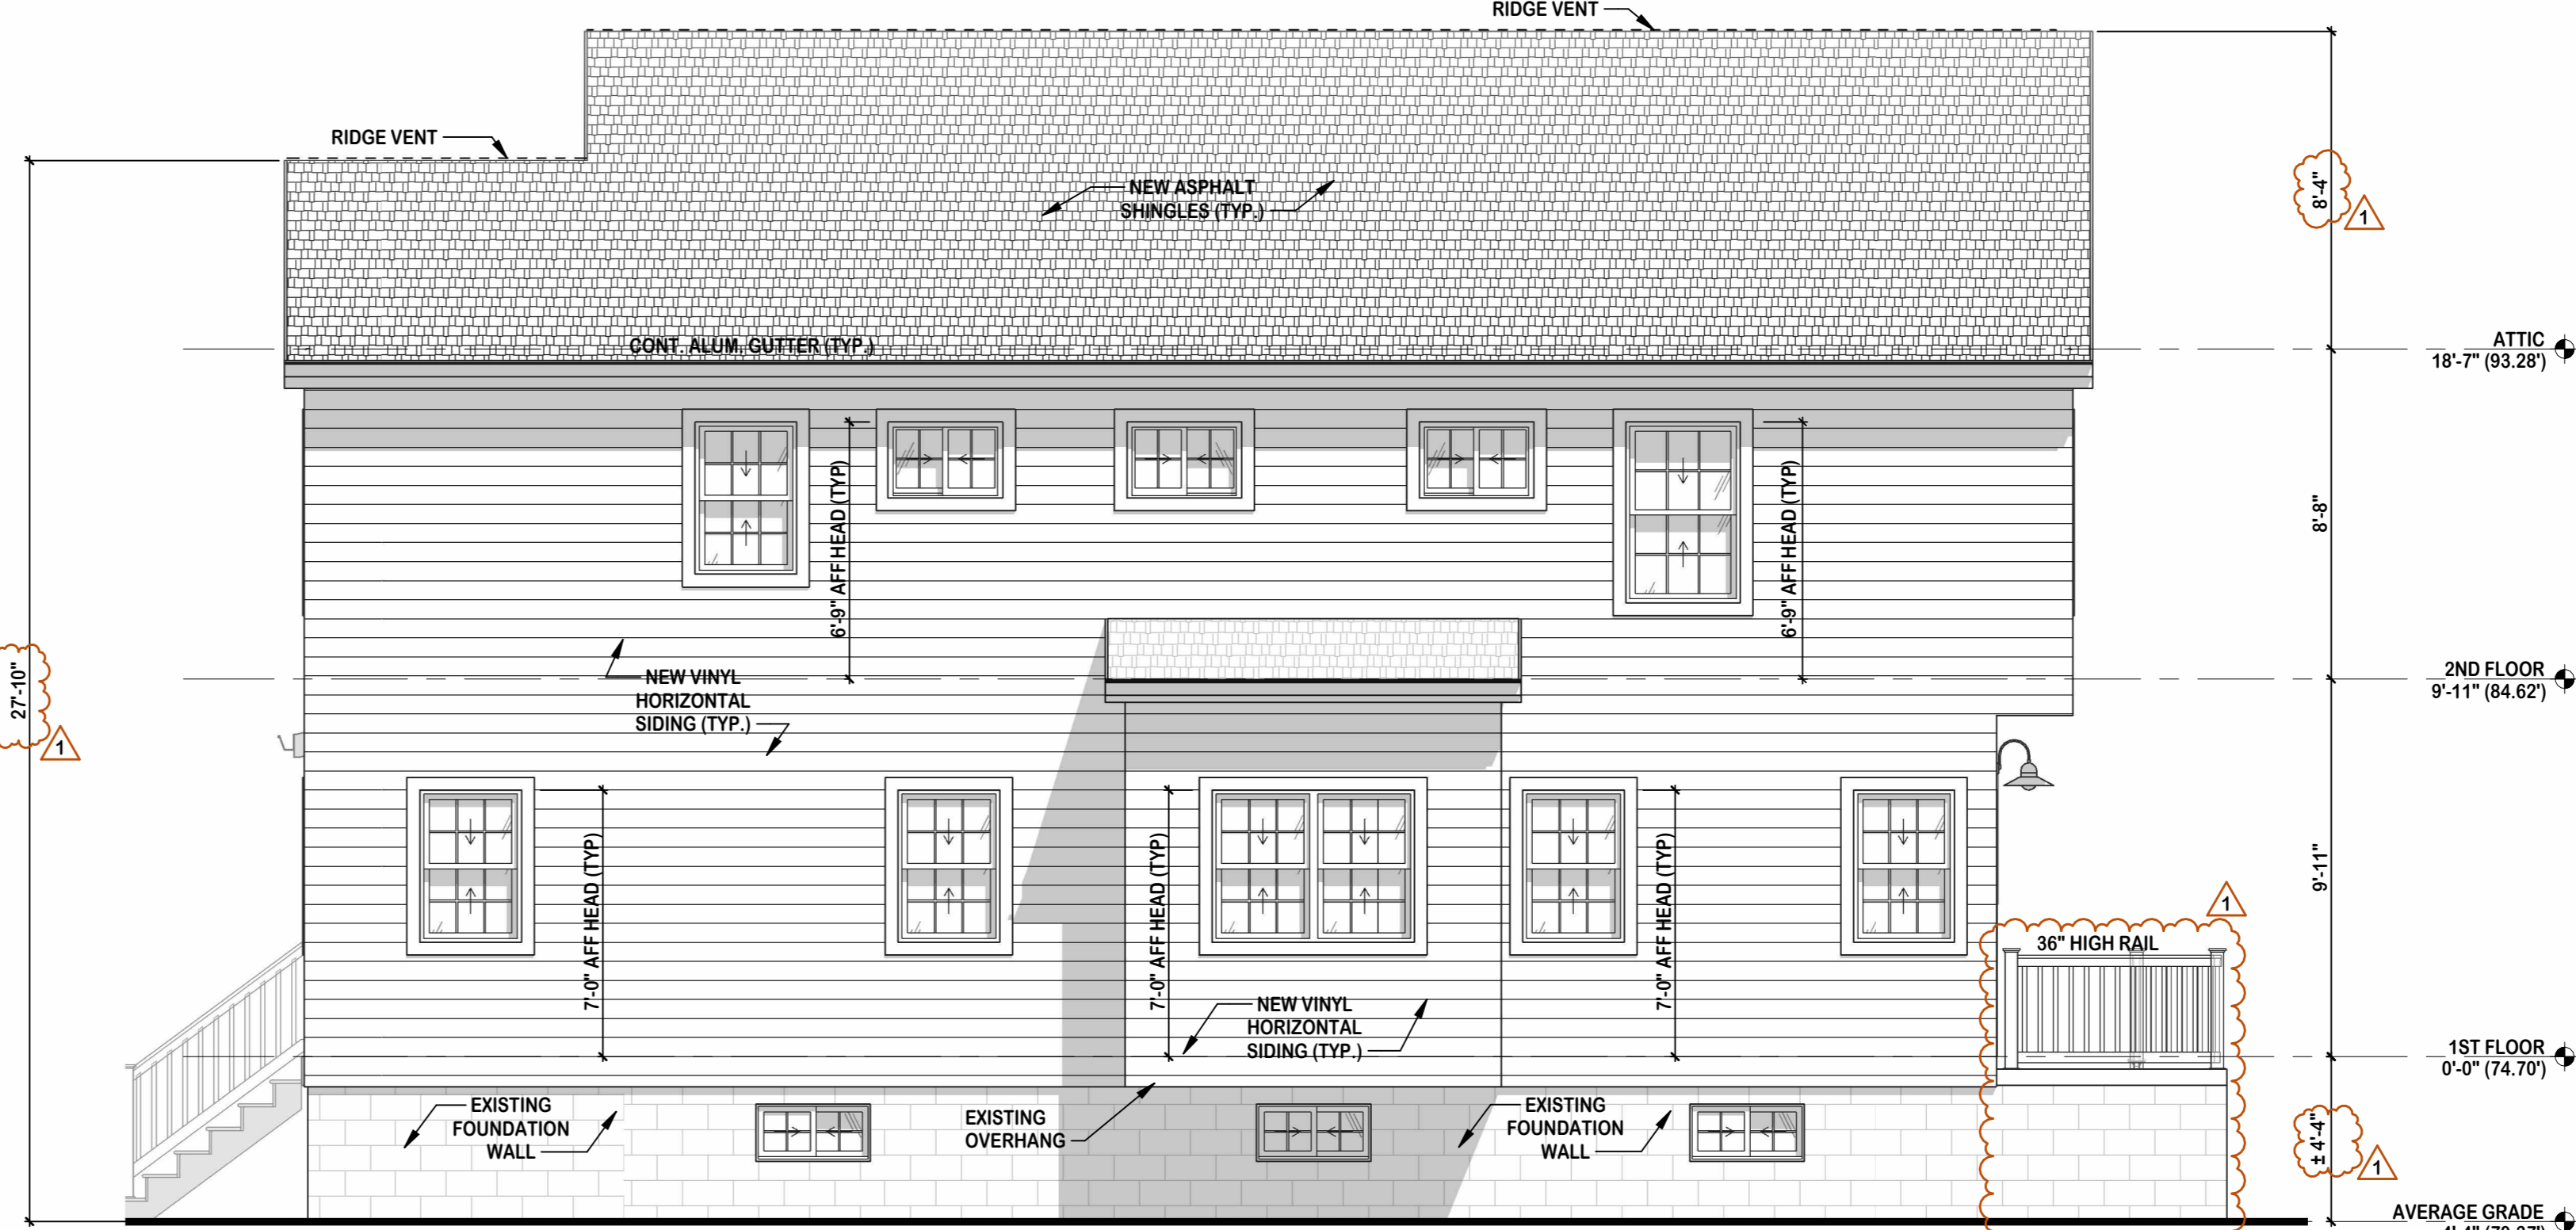 RIDGE VENT
RIDGE VENT
NEW ASPHALT
SHINGLES (TYP.)
8'-4"
1
CONT. ALUM. GUTTER (TYP.)
ATTIC
18'-7" (93.28')
6'-9" AFF HEAD (TYP)
6'-9" AFF HEAD (TYP)
8'-8"
27'-10"
1
NEW VINYL
HORIZONTAL
SIDING (TYP.)
2ND FLOOR
9'-11" (84.62')
7'-0" AFF HEAD (TYP)
7'-0" AFF HEAD (TYP)
7'-0" AFF HEAD (TYP)
9'-11"
1
36" HIGH RAIL
NEW VINYL
HORIZONTAL
SIDING (TYP.)
1ST FLOOR
0'-0" (74.70')
EXISTING
FOUNDATION
WALL
EXISTING
OVERHANG
EXISTING
FOUNDATION
WALL
± 4'-4"
1
AVERAGE GRADE